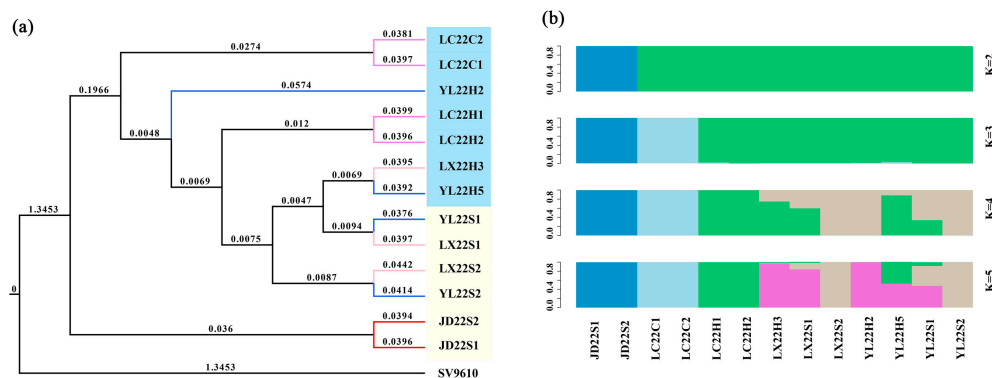 (a)
0.0381 LC22C2
0.0274
0.0397 LC22C1
0.1966
0.0574 YL22H2
0.0048
0.0399 LC22H1
0.012
0.0396 LC22H2
0.0069
0.0395 LX22H3
0.0069
0.0392 YL22H5
0.0047
0.0376 YL22S1
0.0094
0.0397 LX22S1
1.3453
0.0075
0.0442 LX22S2
0.0087
0.0414 YL22S2
0.0394 JD22S2
0.036
0.0396 JD22S1
0
1.3453 SV9610
(b)
0.0 0.4 0.8 K=2
0.0 0.4 0.8 K=3
0.0 0.4 0.8 K=4
0.0 0.4 0.8 K=5
JD22S1
JD22S2
LC22C1
LC22C2
LC22H1
LC22H2
LX22H3
LX22S1
LX22S2
YL22H2
YL22H5
YL22S1
YL22S2